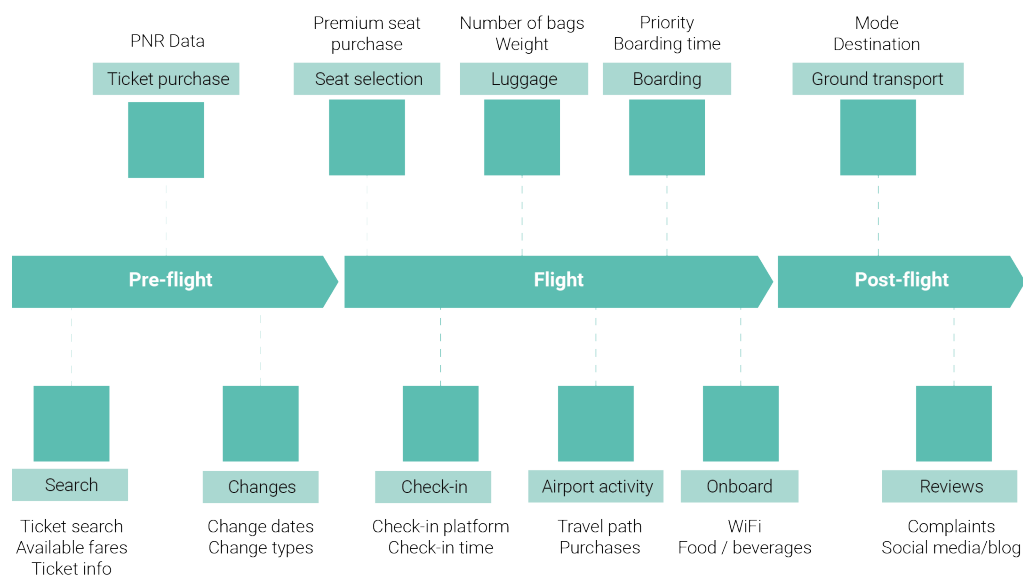 PNR Data
Ticket purchase
Premium seat
purchase
Seat selection
Number of bags
Weight
Luggage
Priority
Boarding time
Boarding
Mode
Destination
Ground transport
Pre-flight
Flight
Post-flight
Search
Ticket search
Available fares
Ticket info
Changes
Change dates
Change types
Check-in
Check-in platform
Check-in time
Airport activity
Travel path
Purchases
Onboard
WiFi
Food / beverages
Reviews
Complaints
Social media/blog